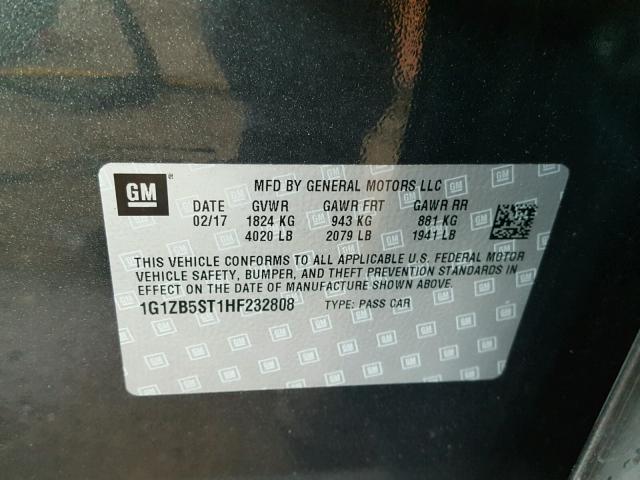 GM
®
MFD BY GENERAL MOTORS LLC
DATE GVWR GAWR FRT GAWR RR
02/17 1824 KG 943 KG 881 KG
4020 LB 2079 LB 1941 LB
THIS VEHICLE CONFORMS TO ALL APPLICABLE U.S. FEDERAL MOTOR
VEHICLE SAFETY, BUMPER, AND THEFT PREVENTION STANDARDS IN
EFFECT ON THE DATE OF MANUFACTURE SHOWN ABOVE.
1G1ZB5ST1HF232808 TYPE: PASS CAR